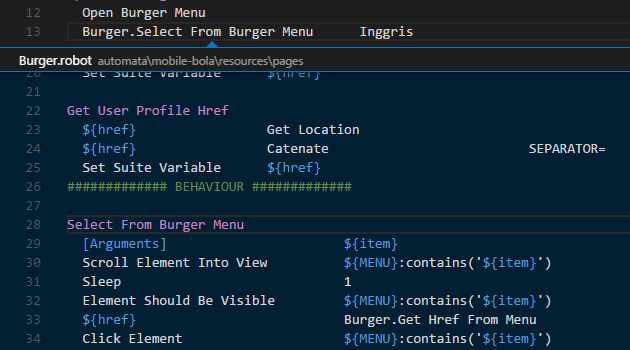 12 Open Burger Menu
13 Burger.Select From Burger Menu Inggris
Burger.robot automata\mobile-bola\resources\pages
20 Set Suite Variable ${href}
21
22 Get User Profile Href
23 ${href} Get Location
24 ${href} Catenate SEPARATOR=
25 Set Suite Variable ${href}
26 ############# BEHAVIOUR #############
27
28 Select From Burger Menu
29 [Arguments] ${item}
30 Scroll Element Into View ${MENU}:contains('${item}')
31 Sleep 1
32 Element Should Be Visible ${MENU}:contains('${item}')
33 ${href} Burger.Get Href From Menu
34 Click Element ${MENU}:contains('${item}')